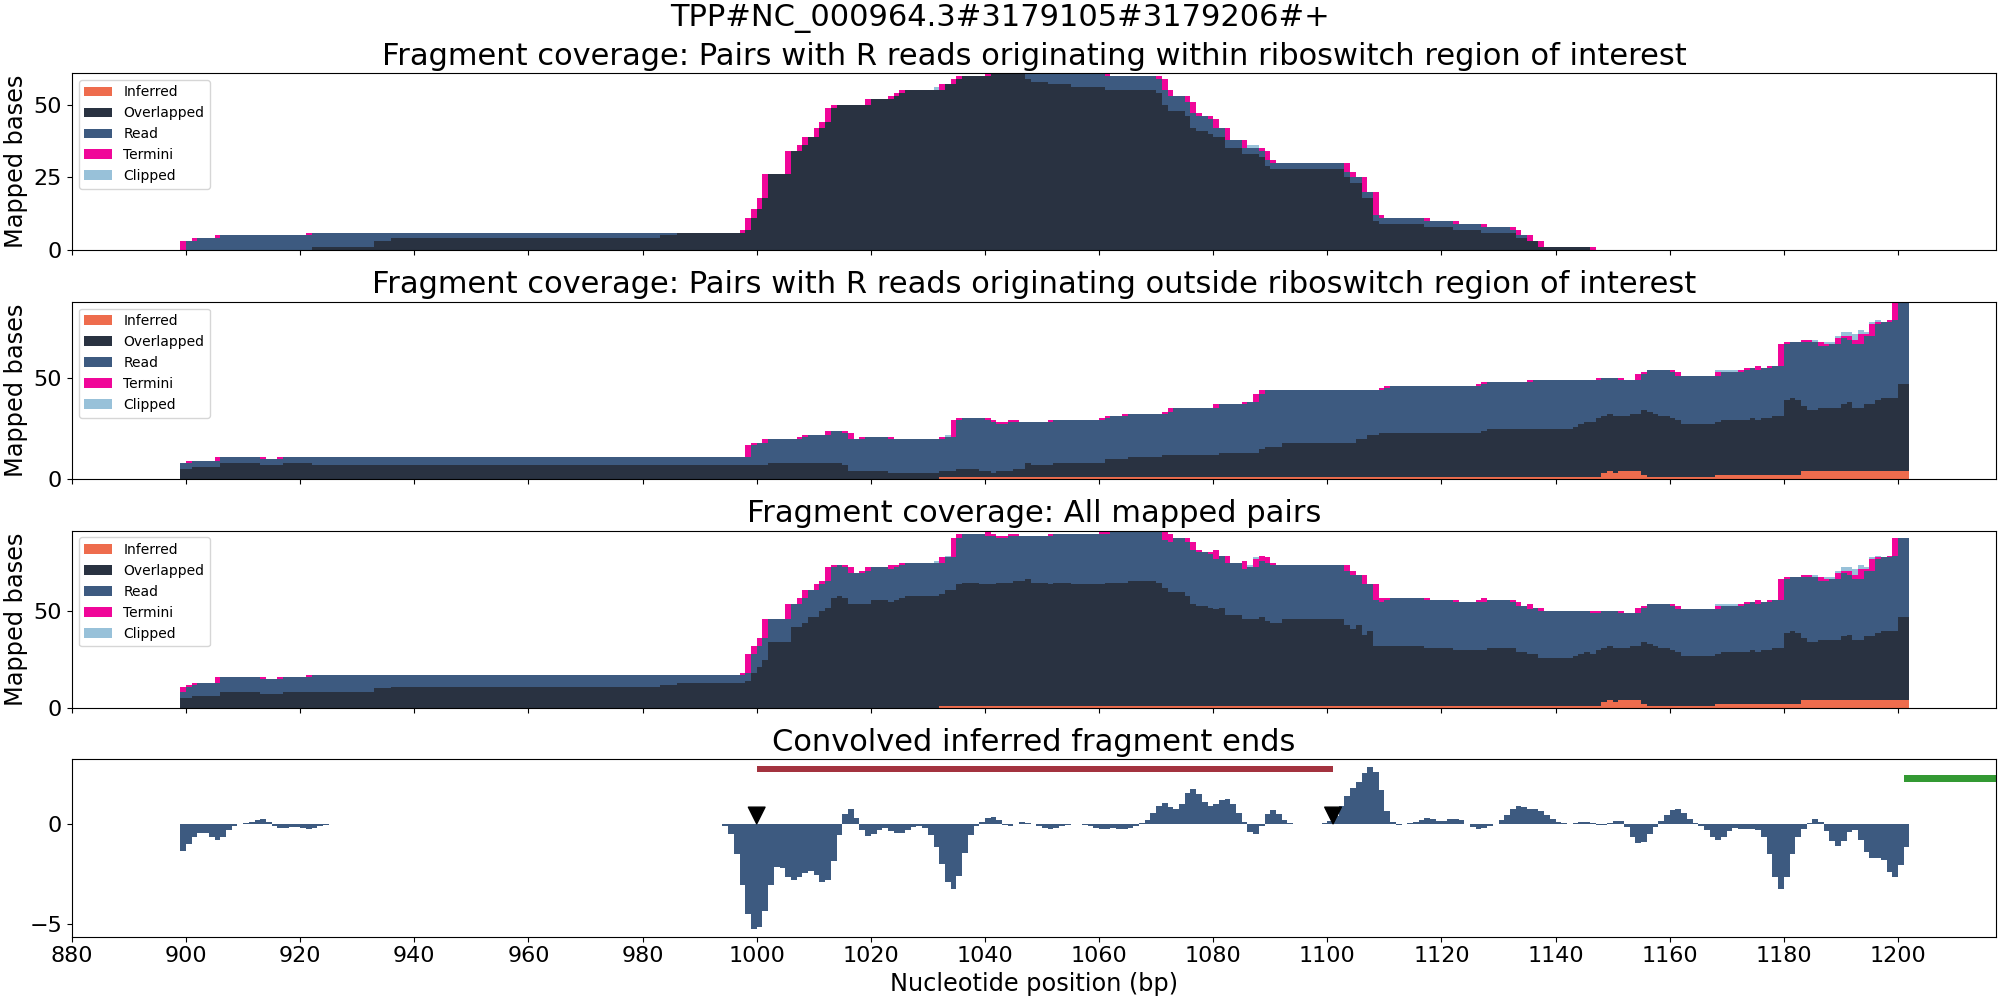 TPP#NC_000964.3#3179105#3179206#+
Fragment coverage: Pairs with R reads originating within riboswitch region of interest
Mapped bases
50
25
0
Inferred
Overlapped
Read
Termini
Clipped
Fragment coverage: Pairs with R reads originating outside riboswitch region of interest
Mapped bases
50
0
Inferred
Overlapped
Read
Termini
Clipped
Fragment coverage: All mapped pairs
Mapped bases
50
0
Inferred
Overlapped
Read
Termini
Clipped
Convolved inferred fragment ends
0
−5
880 900 920 940 960 980 1000 1020 1040 1060 1080 1100 1120 1140 1160 1180 1200
Nucleotide position (bp)